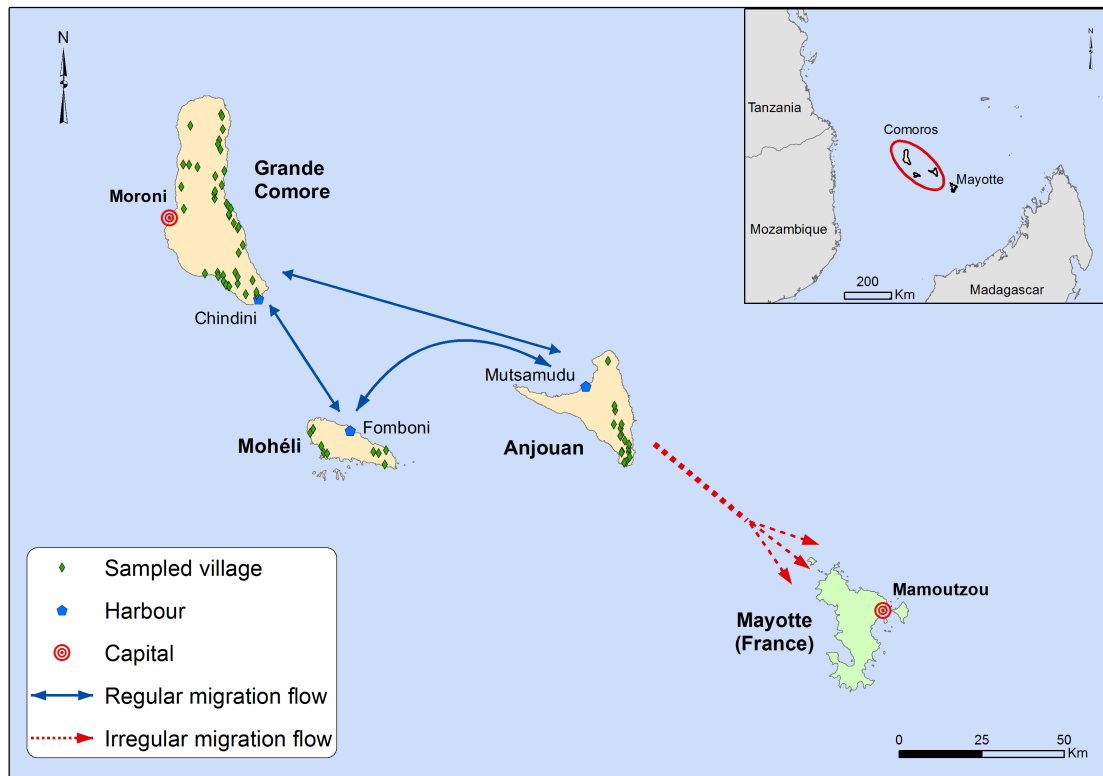 N
Grande
Comore
Moroni
Chindini
Mutsamudu
Fomboni
Mohéli
Anjouan
Mamoutzou
Mayotte
(France)
N
Tanzania
Comoros
Mayotte
Mozambique
Madagascar
200
Km
Sampled village
Harbour
Capital
Regular migration flow
Irregular migration flow
0 25 50
Km